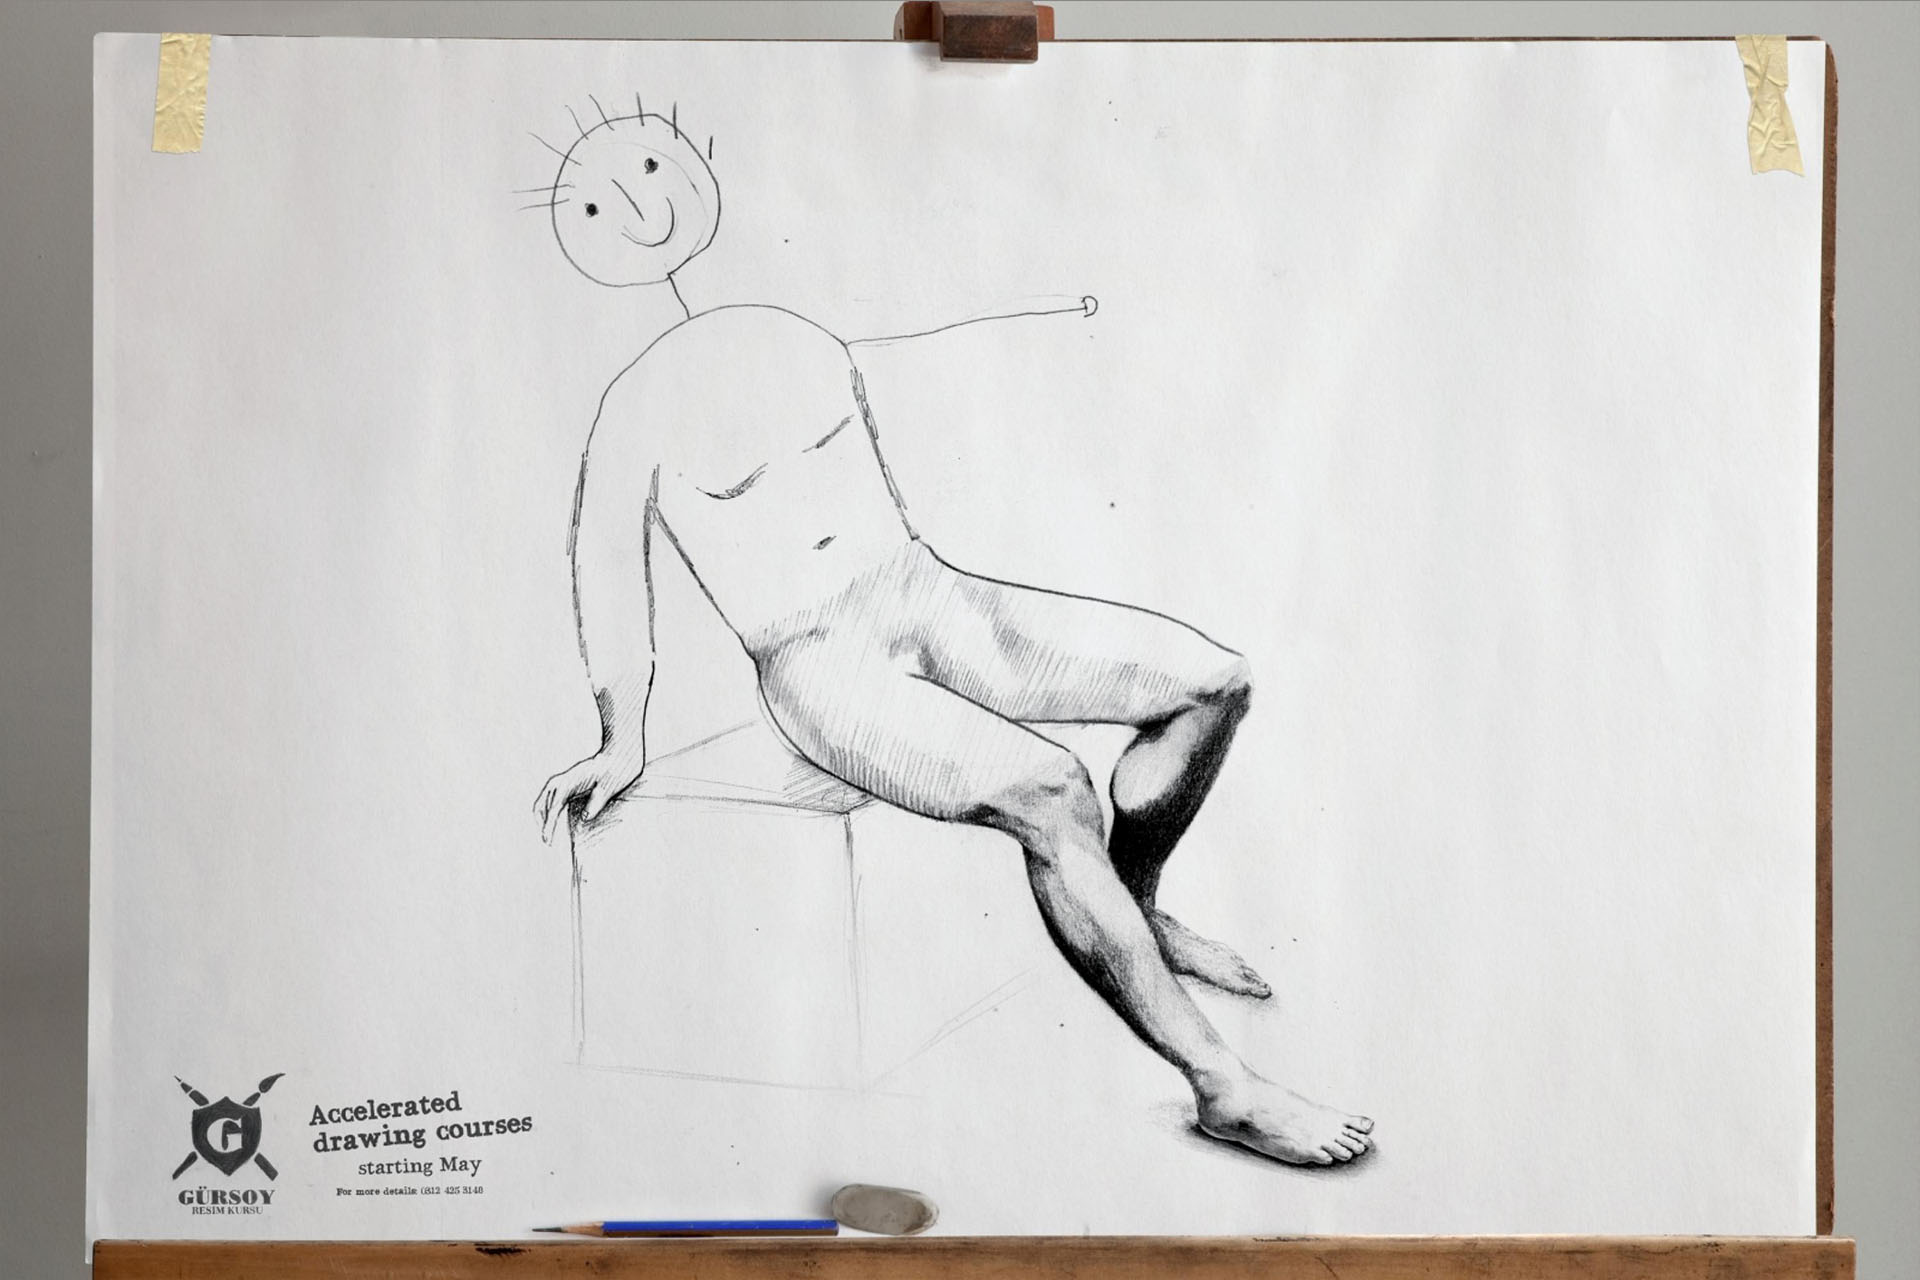 G
Accelerated
drawing courses
starting May
For more details: 0312 425 3148
GÜRSOY
RESIM KURSU